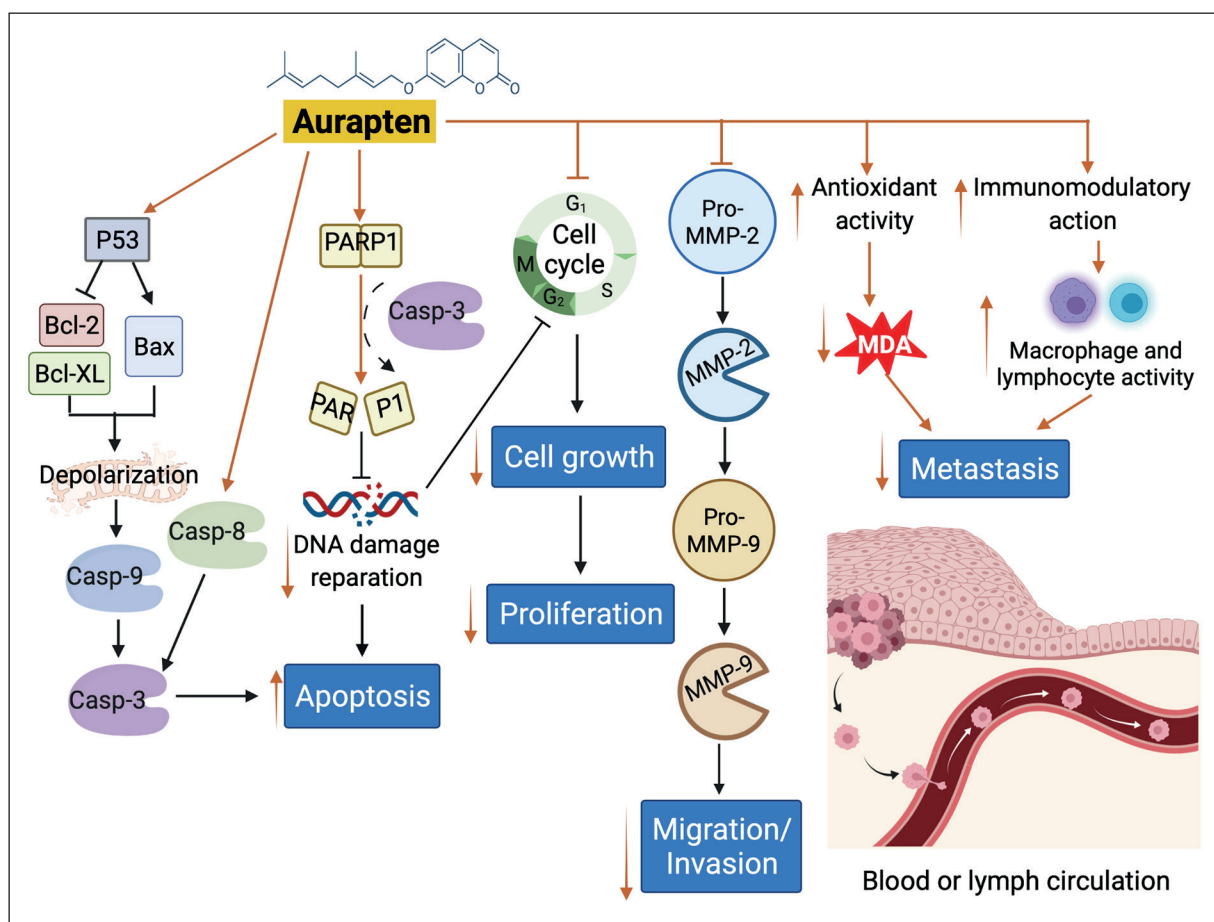 O
O
O
Aurapten
P53
Bcl-2
Bcl-XL
Bax
Depolarization
Casp-9
Casp-8
Casp-3
PARP1
Casp-3
PAR
P1
DNA damage
reparation
Apoptosis
G1
Cell
cycle
M
G2
S
Cell growth
Proliferation
Pro-
MMP-2
MMP-2
Pro-
MMP-9
MMP-9
Migration/
Invasion
Antioxidant
activity
MDA
Immunomodulatory
action
Macrophage and
lymphocyte activity
Metastasis
Blood or lymph circulation